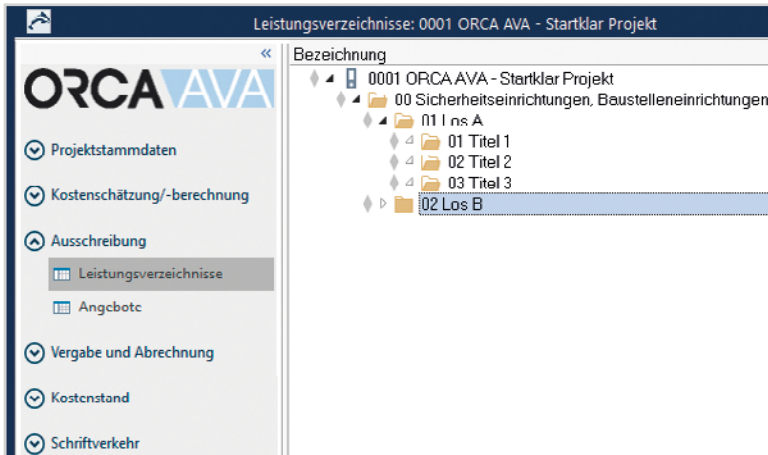 Leistungsverzeichnisse: 0001 ORCA AVA - Startklar Projekt
«
ORCA AVA
Projektstammdaten
Kostenschätzung/-berechnung
Ausschreibung
Leistungsverzeichnisse
Angebote
Vergabe und Abrechnung
Kostenstand
Schriftverkehr
Bezeichnung
0001 ORCA AVA - Startklar Projekt
00 Sicherheitseinrichtungen, Baustelleneinrichtungen
01 Los A
01 Titel 1
02 Titel 2
03 Titel 3
02 Los B